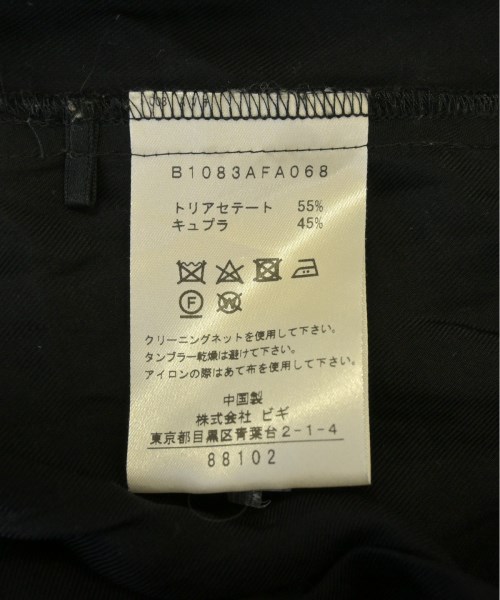 B1083AFA068
トリアセテート 55%
キュプラ 45%
F W
クリーニングネットを使用して下さい。
タンブラー乾燥は避けて下さい。
アイロンの際はあて布を使用して下さい。
中国製
株式会社 ビギ
東京都目黒区青葉台2-1-4
88102